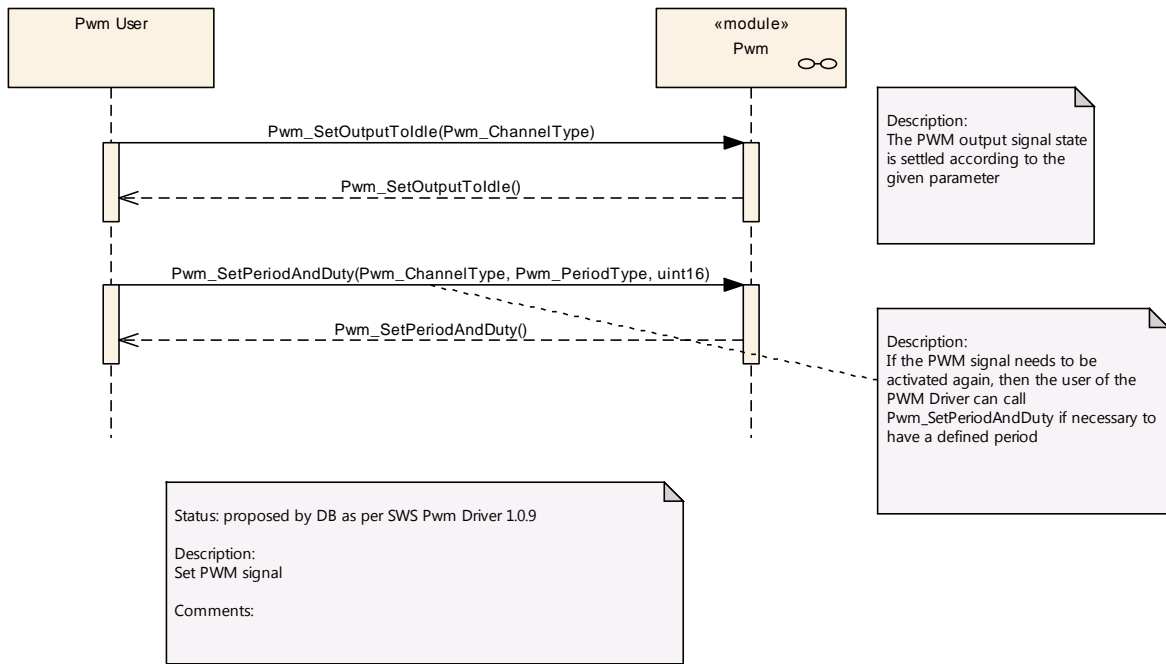 Pwm User
«module»
Pwm
Pwm_SetOutputToIdle(Pwm_ChannelType)
Pwm_SetOutputToIdle()
Description:
The PWM output signal state
is settled according to the
given parameter
Pwm_SetPeriodAndDuty(Pwm_ChannelType, Pwm_PeriodType, uint16)
Pwm_SetPeriodAndDuty()
Description:
If the PWM signal needs to be
activated again, then the user of the
PWM Driver can call
Pwm_SetPeriodAndDuty if necessary to
have a defined period
Status: proposed by DB as per SWS Pwm Driver 1.0.9
Description:
Set PWM signal
Comments: